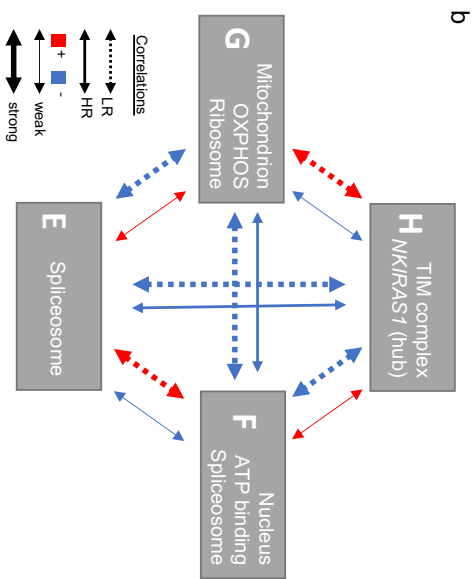 b
H TIM complex
NKIRAS1 (hub)
G Mitochondrion
OXPHOS
Ribosome
F Nucleus
ATP binding
Spliceosome
E Spliceosome
Correlations
LR
HR
+
-
weak
strong